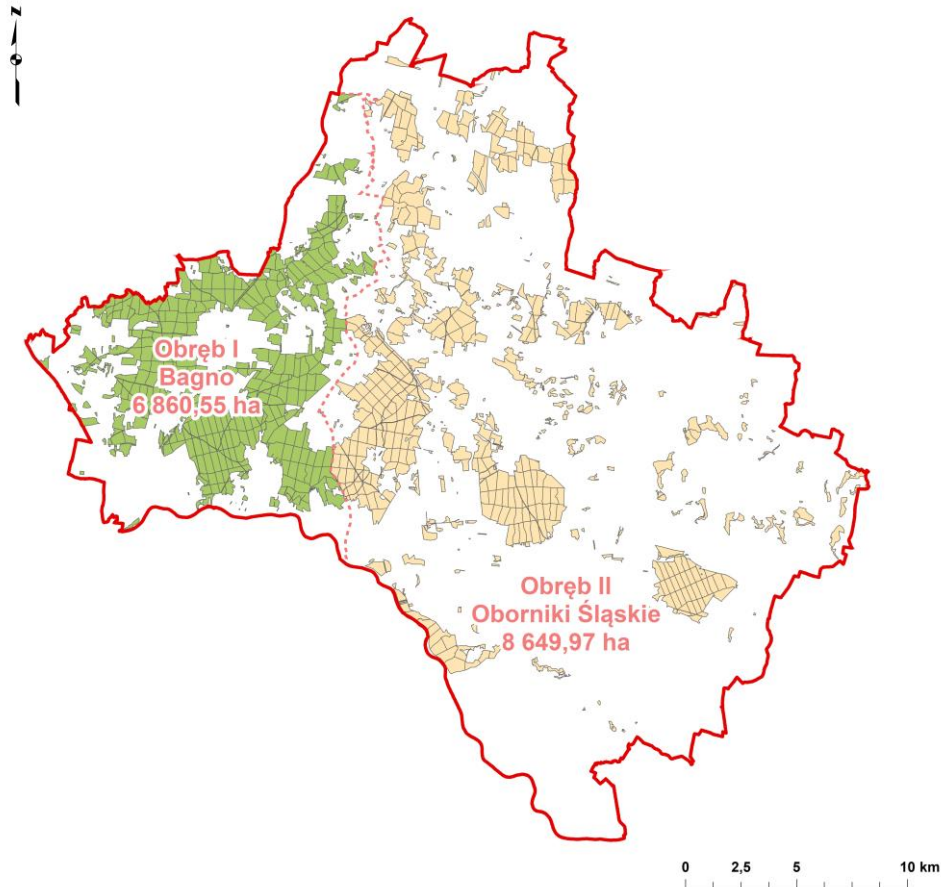 N
Obręb I
Bagno
6 860,55 ha
Obręb II
Oborniki Śląskie
8 649,97 ha
0 2,5 5 10 km